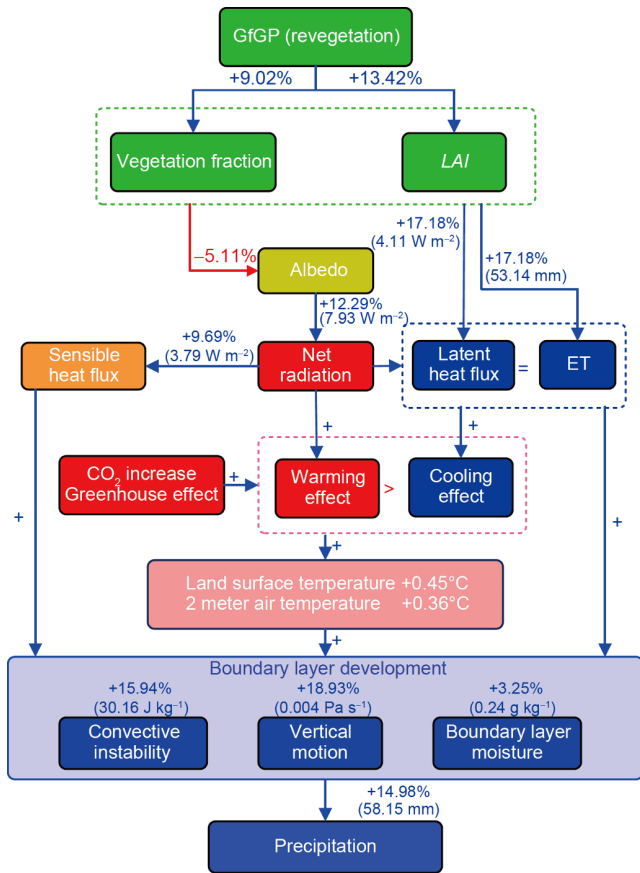 GfGP (revegetation)
+9.02%
+13.42%
Vegetation fraction
LAI
+17.18%
(4.11 W m⁻²)
+17.18%
(53.14 mm)
−5.11%
Albedo
+12.29%
(7.93 W m⁻²)
+9.69%
(3.79 W m⁻²)
Sensible
heat flux
Net
radiation
Latent
heat flux
=
ET
+
+
+
+
CO₂ increase
Greenhouse effect
+
Warming
effect
>
Cooling
effect
+
Land surface temperature +0.45°C
2 meter air temperature +0.36°C
+
Boundary layer development
+15.94%
(30.16 J kg⁻¹)
Convective
instability
+18.93%
(0.004 Pa s⁻¹)
Vertical
motion
+3.25%
(0.24 g kg⁻¹)
Boundary layer
moisture
+14.98%
(58.15 mm)
Precipitation